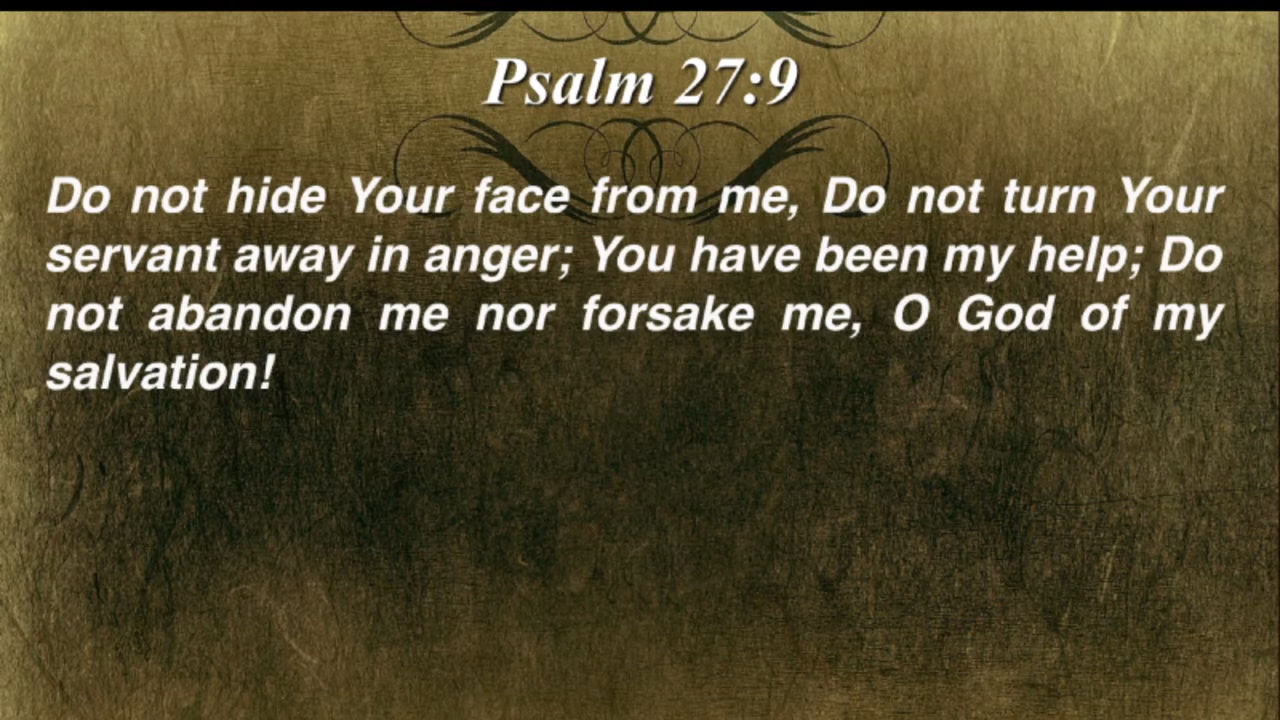 Psalm 27:9
Do not hide Your face from me, Do not turn Your
servant away in anger; You have been my help; Do
not abandon me nor forsake me, O God of my
salvation!